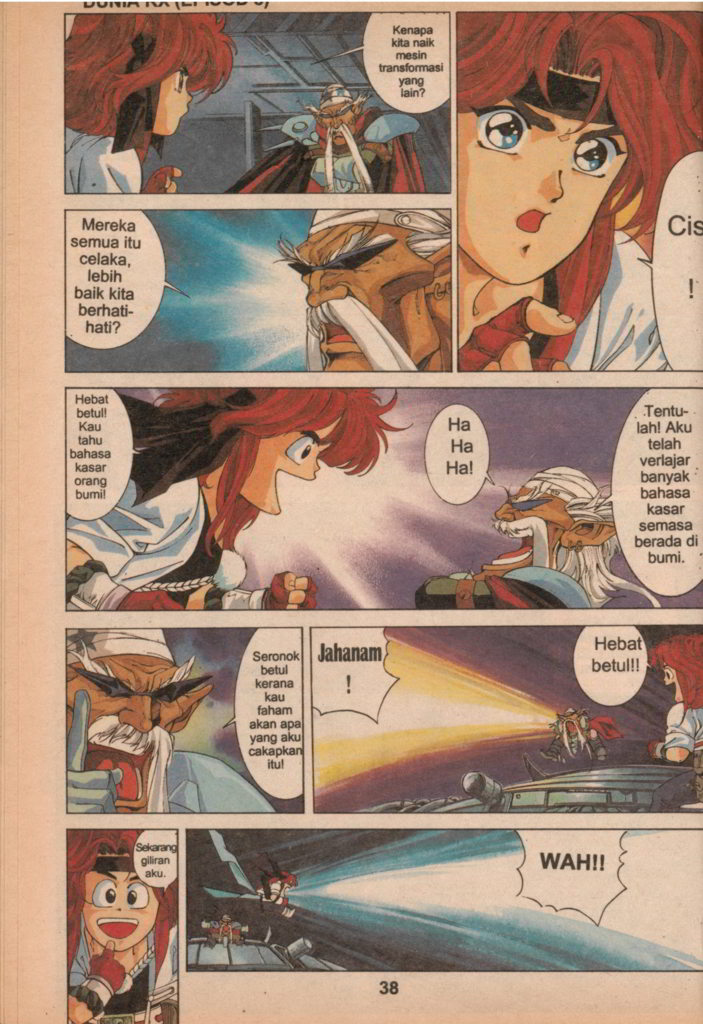 DUNIA RX (EPISOD 3)
Kenapa
kita naik
mesin
transformasi
yang
lain?
Cis
!
Mereka
semua itu
celaka,
lebih
baik kita
berhati-
hati?
Hebat
betul!
Kau
tahu
bahasa
kasar
orang
bumi!
Ha
Ha
Ha!
Tentu-
lah! Aku
telah
verlajar
banyak
bahasa
kasar
semasa
berada di
bumi.
Seronok
betul
kerana
kau
faham
akan apa
yang aku
cakapkan
itu!
Jahanam
!
Hebat
betul!!
Sekarang
giliran
aku.
WAH!!
38